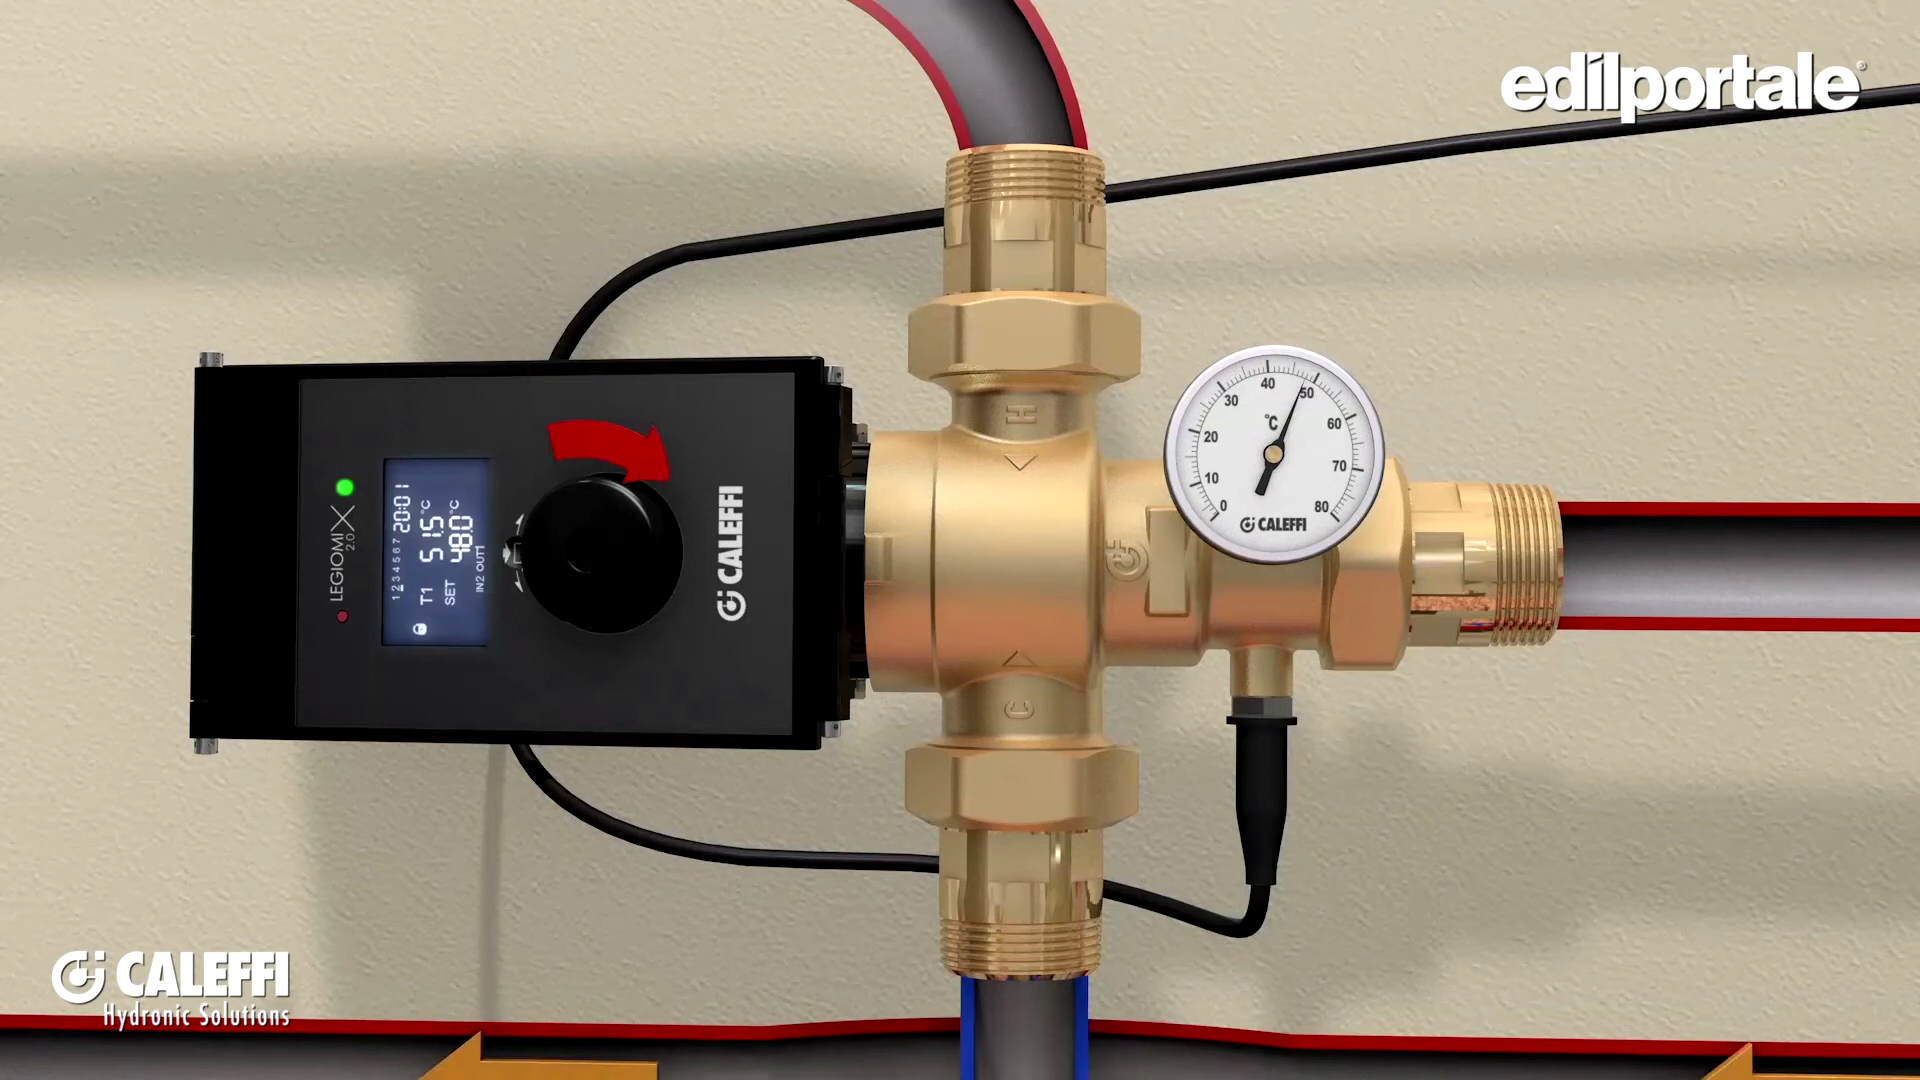 edilportale®
H
40
50
30
°C
60
20
70
10
0
80
CALEFFI
CALEFFI
LEGIOMIX
2.0
1 2 3 4 5 6 7 20:01
T1 51.5°C
SET 48.0°C
IN2 OUT1
C
CALEFFI
Hydronic Solutions